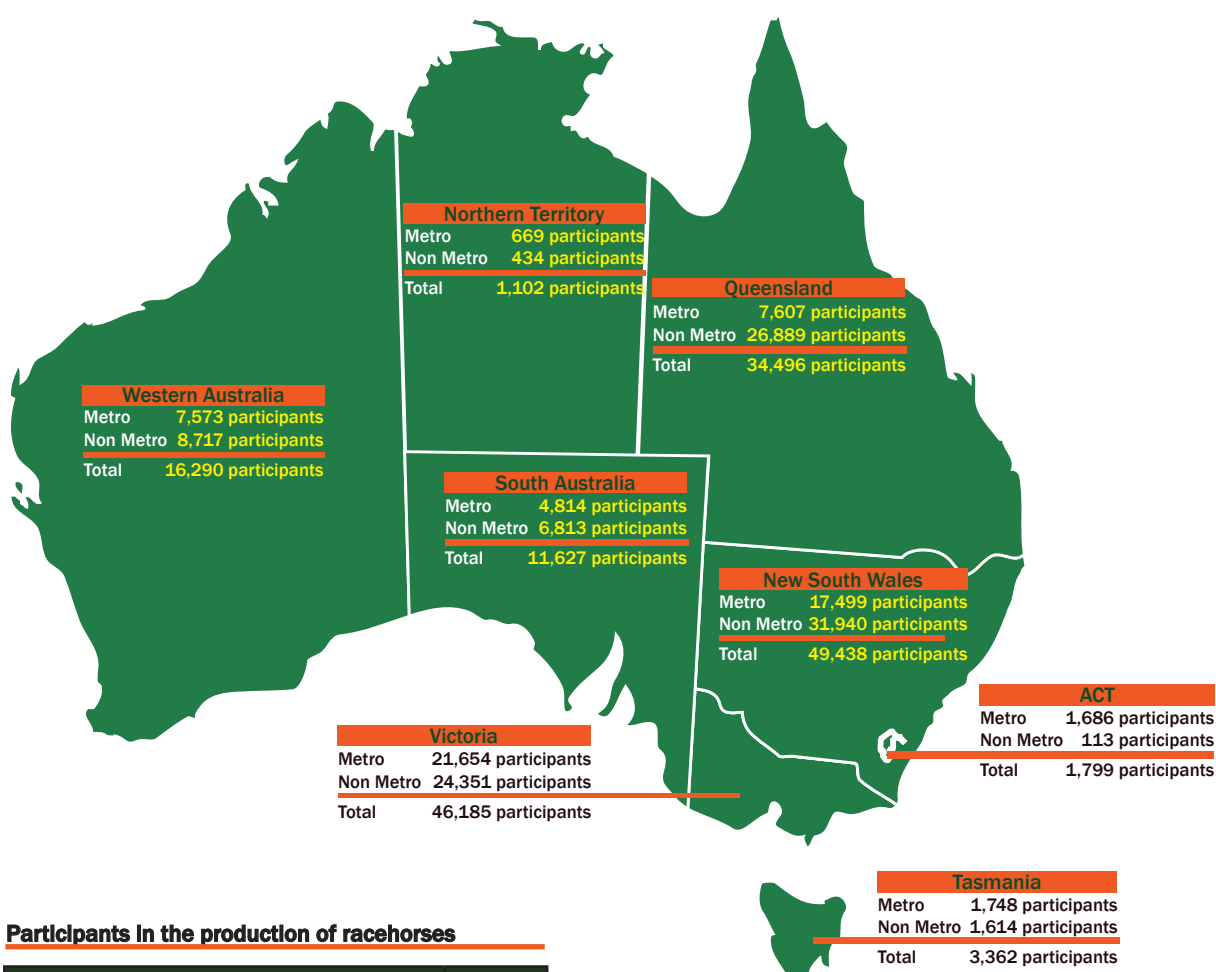 Northern Territory
Metro 669 participants
Non Metro 434 participants
Total 1,102 participants
Queensland
Metro 7,607 participants
Non Metro 26,889 participants
Total 34,496 participants
Western Australia
Metro 7,573 participants
Non Metro 8,717 participants
Total 16,290 participants
South Australia
Metro 4,814 participants
Non Metro 6,813 participants
Total 11,627 participants
New South Wales
Metro 17,499 participants
Non Metro 31,940 participants
Total 49,438 participants
ACT
Metro 1,686 participants
Non Metro 113 participants
Total 1,799 participants
Victoria
Metro 21,654 participants
Non Metro 24,351 participants
Total 46,185 participants
Tasmania
Metro 1,748 participants
Non Metro 1,614 participants
Total 3,362 participants
Participants in the production of racehorses